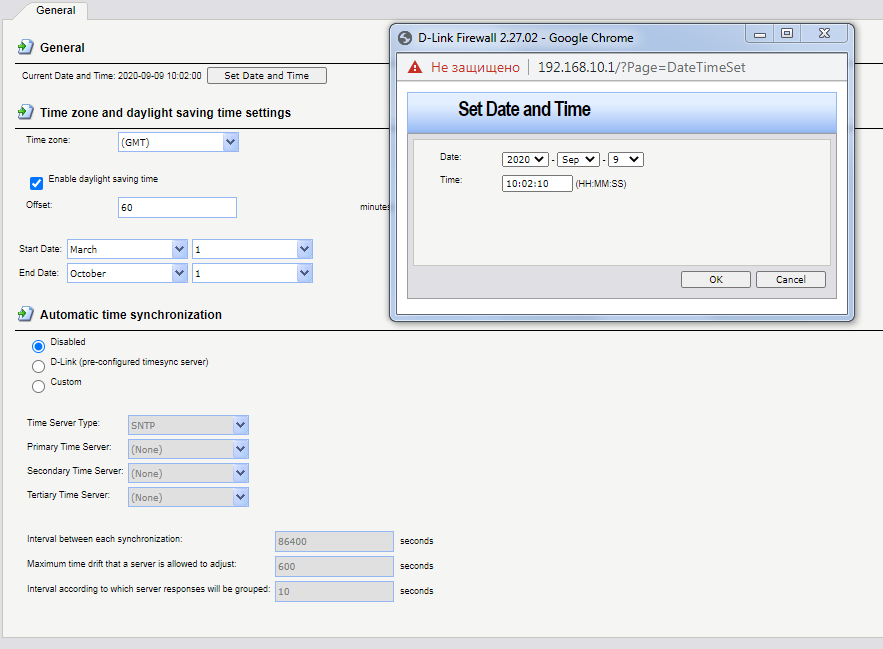 General
General
Current Date and Time: 2020-09-09 10:02:00 Set Date and Time
Time zone and daylight saving time settings
Time zone: (GMT)
Enable daylight saving time
Offset: 60 minutes
Start Date: March 1
End Date: October 1
Automatic time synchronization
Disabled
D-Link (pre-configured timesync server)
Custom
Time Server Type: SNTP
Primary Time Server: (None)
Secondary Time Server: (None)
Tertiary Time Server: (None)
Interval between each synchronization: 86400 seconds
Maximum time drift that a server is allowed to adjust: 600 seconds
Interval according to which server responses will be grouped: 10 seconds
D-Link Firewall 2.27.02 - Google Chrome
Не защищено 192.168.10.1/?Page=DateTimeSet
Set Date and Time
Date: 2020 - Sep - 9
Time: 10:02:10 (HH:MM:SS)
OK Cancel